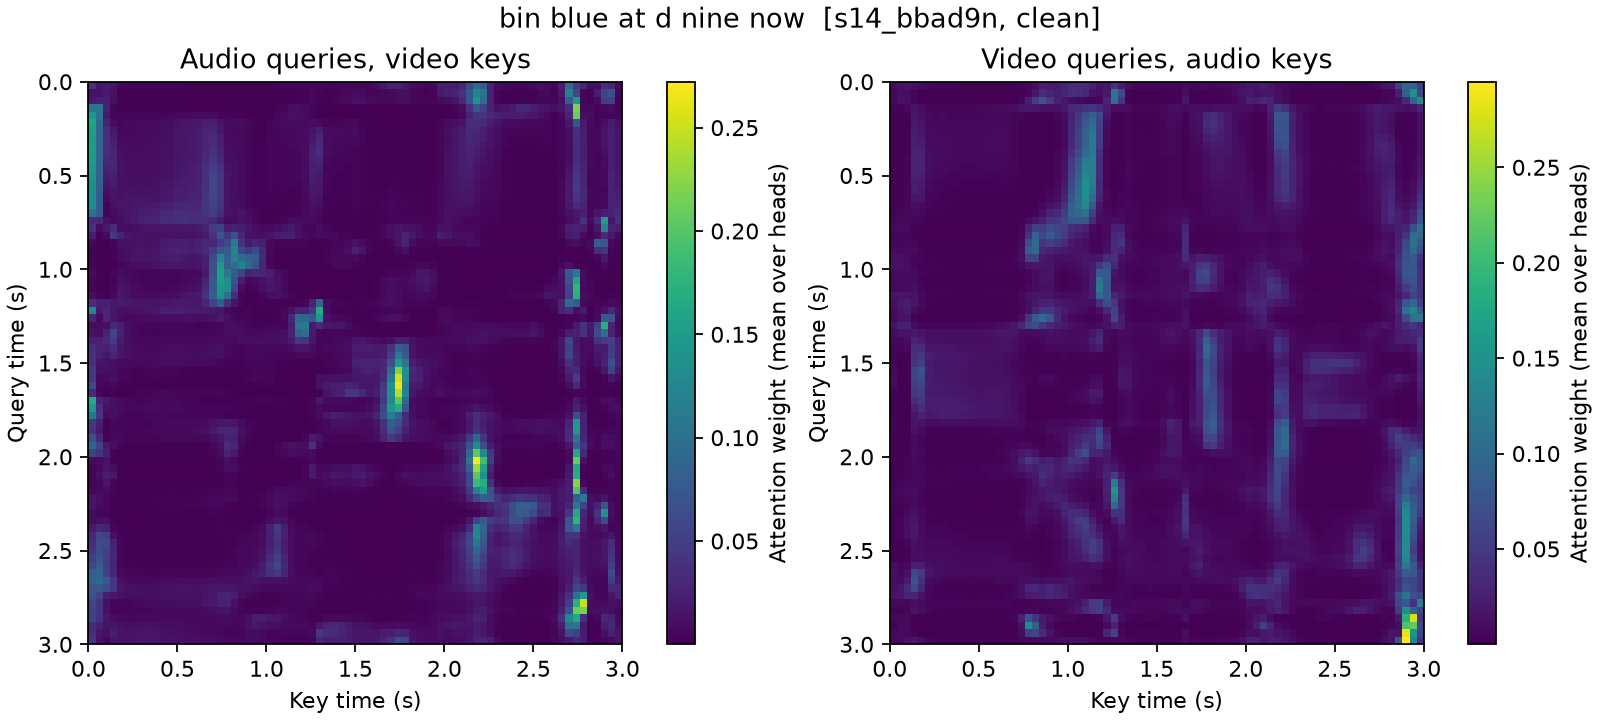 bin blue at d nine now  [s14_bbad9n, clean]
Audio queries, video keys
Video queries, audio keys
Query time (s)
0.0
0.5
1.0
1.5
2.0
2.5
3.0
0.0 0.5 1.0 1.5 2.0 2.5 3.0
Key time (s)
0.25
0.20
0.15
0.10
0.05
Attention weight (mean over heads)
Query time (s)
0.0
0.5
1.0
1.5
2.0
2.5
3.0
0.0 0.5 1.0 1.5 2.0 2.5 3.0
Key time (s)
0.25
0.20
0.15
0.10
0.05
Attention weight (mean over heads)